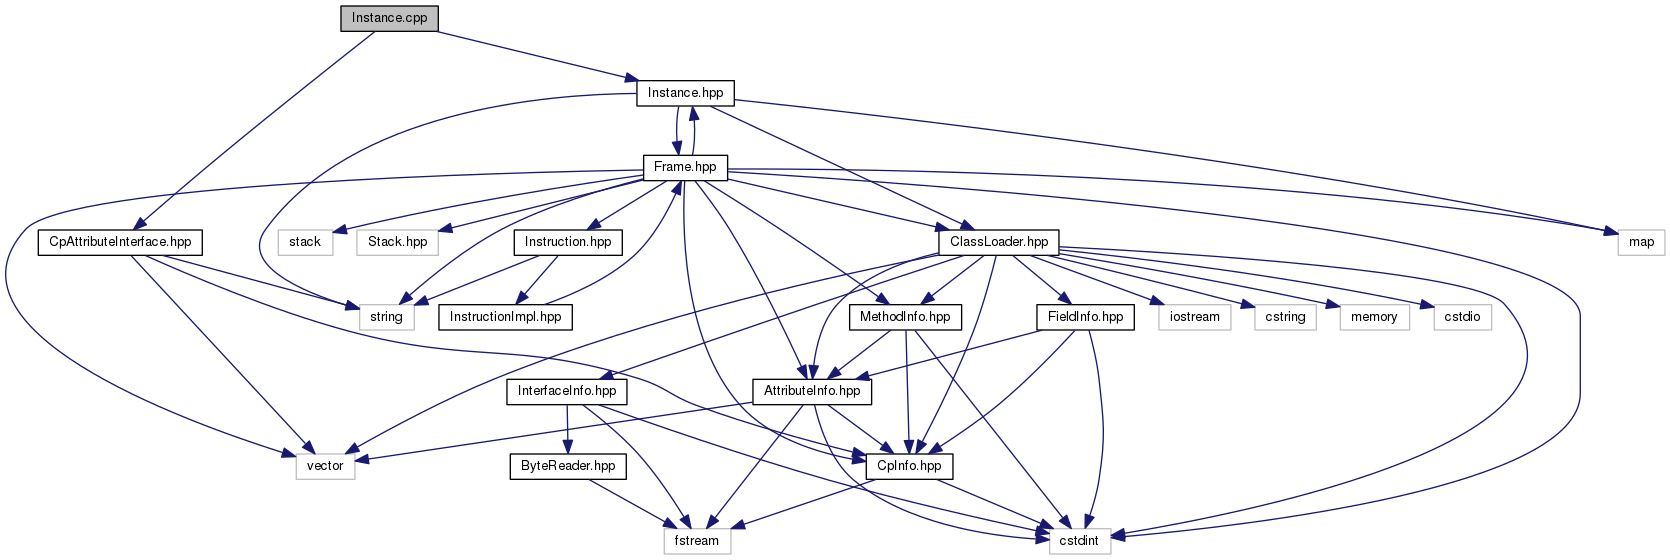 Instance.cpp
Instance.hpp
Frame.hpp
stack
Stack.hpp
CpAttributeInterface.hpp
Instruction.hpp
ClassLoader.hpp
map
string
InstructionImpl.hpp
MethodInfo.hpp
FieldInfo.hpp
iostream
cstring
memory
cstdio
InterfaceInfo.hpp
AttributeInfo.hpp
vector
ByteReader.hpp
CpInfo.hpp
fstream
cstdint